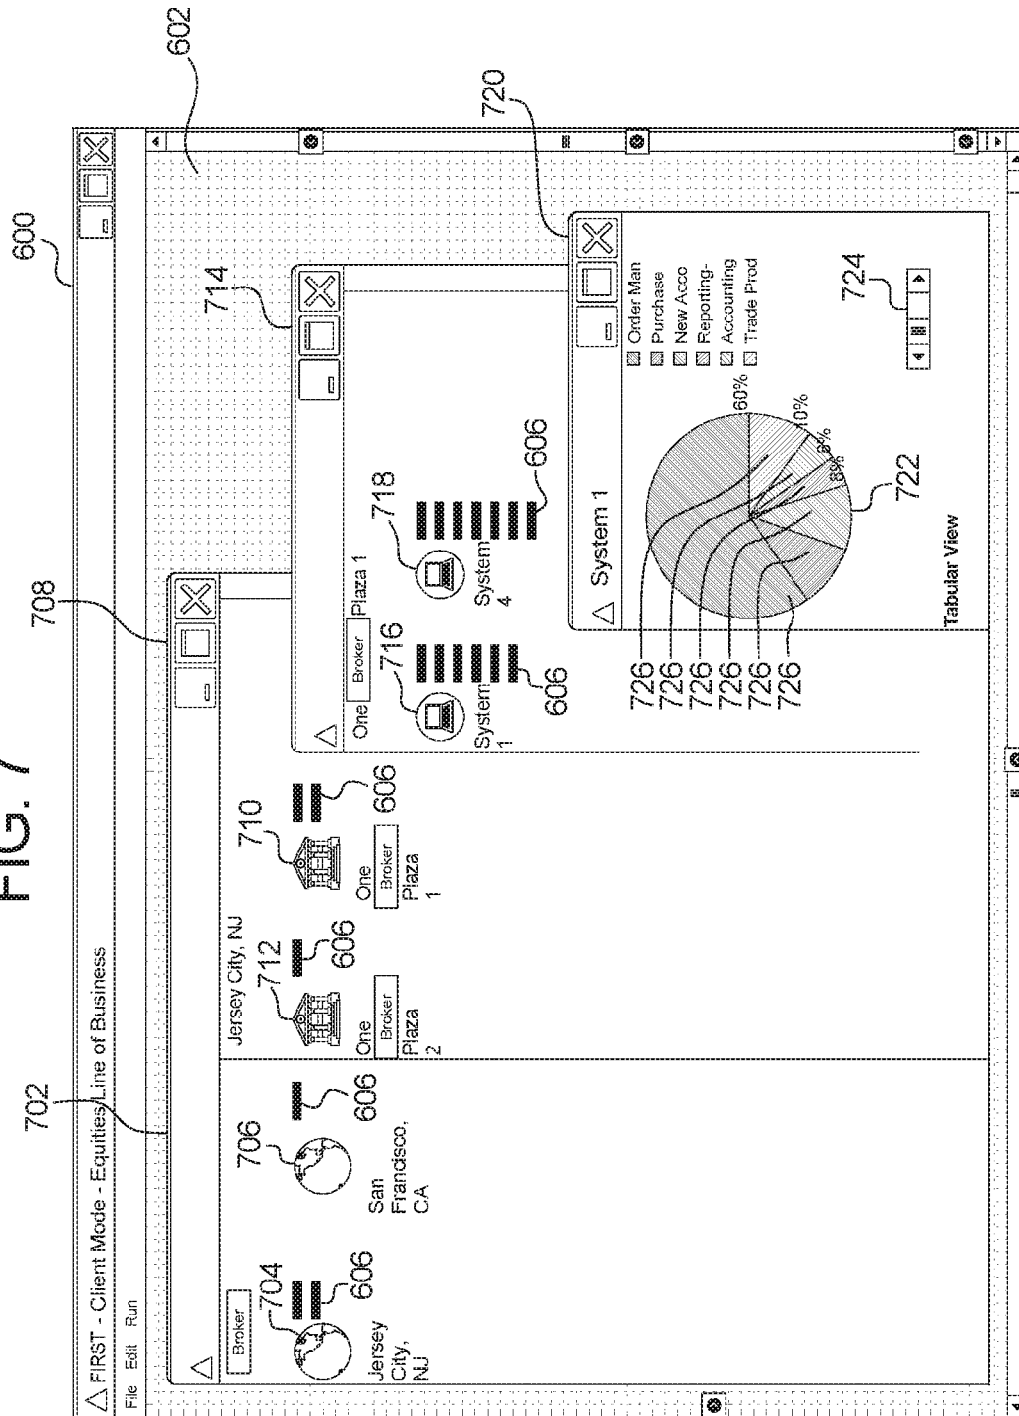 FIG. 7
600
602
△ FIRST - Client Mode - Equities/Line of Business
File Edit Run
702
708
Broker
704
606
Jersey
City,
NJ
706
606
San
Francisco,
CA
Jersey City, NJ
712
606
One
Broker
Plaza
2
710
606
One
Broker
Plaza
1
714
One Broker Plaza 1
716
606
System
1
718
606
System
4
720
System 1
Order Man
Purchase
New Acco
Reporting-
Accounting
Trade Prod
60%
10%
8%
8%
722
724
726
726
726
726
726
726
Tabular View